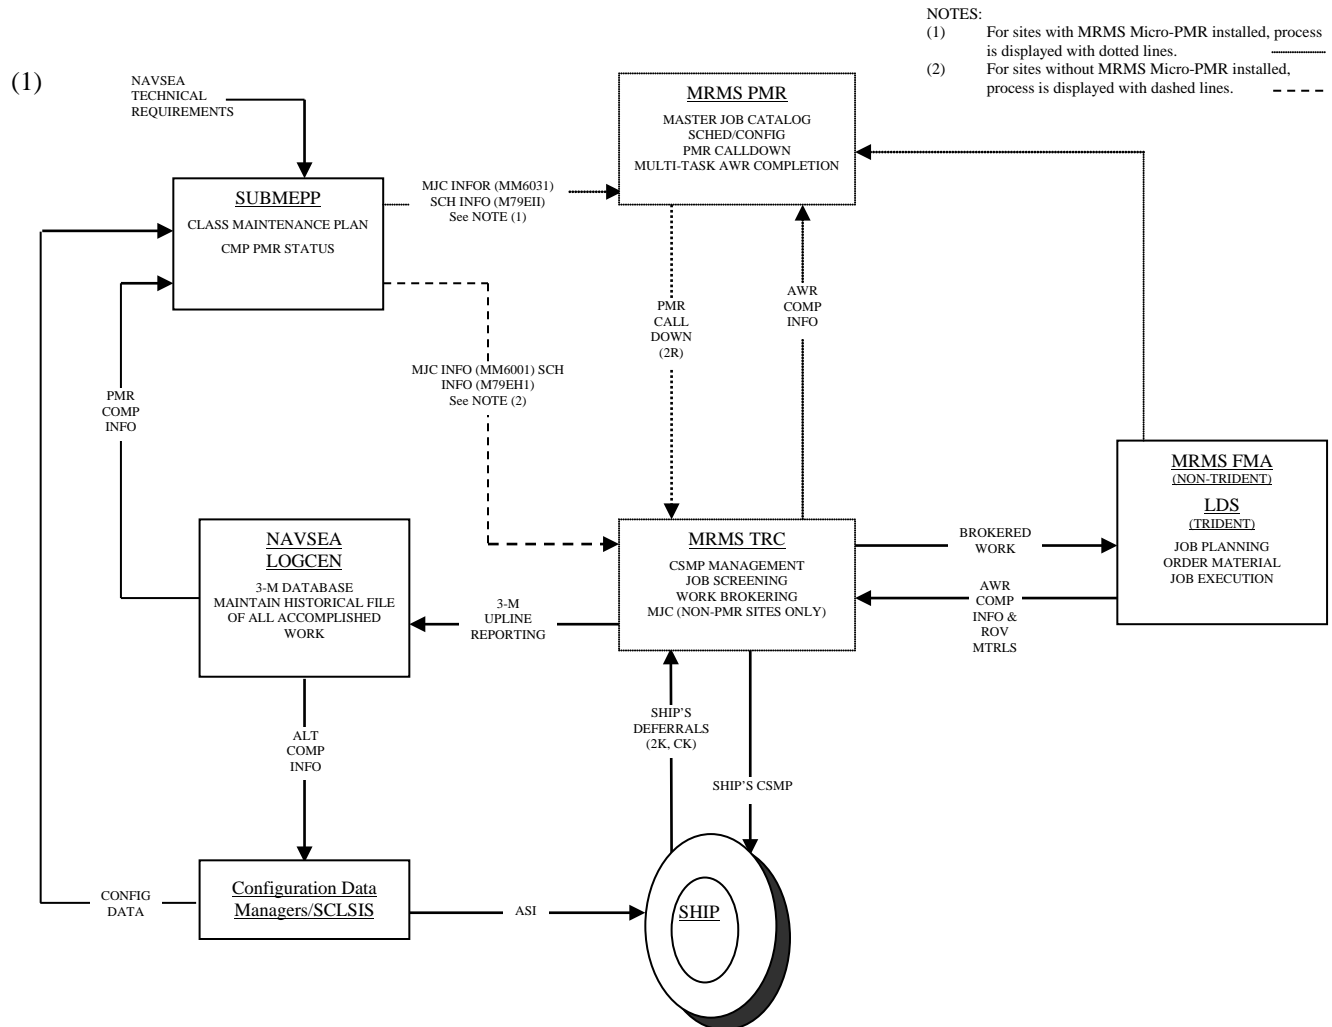 NOTES:
(1) For sites with MRMS Micro-PMR installed, process
is displayed with dotted lines.
(2) For sites without MRMS Micro-PMR installed,
process is displayed with dashed lines.
(1)
NAVSEA
TECHNICAL
REQUIREMENTS
MRMS PMR
MASTER JOB CATALOG
SCHED/CONFIG
PMR CALLDOWN
MULTI-TASK AWR COMPLETION
SUBMEPP
CLASS MAINTENANCE PLAN
CMP PMR STATUS
MJC INFOR (MM6031)
SCH INFO (M79EII)
See NOTE (1)
PMR
CALL
DOWN
(2R)
AWR
COMP
INFO
MJC INFO (MM6001) SCH
INFO (M79EH1)
See NOTE (2)
PMR
COMP
INFO
MRMS FMA
(NON-TRIDENT)
LDS
(TRIDENT)
JOB PLANNING
ORDER MATERIAL
JOB EXECUTION
NAVSEA
LOGCEN
3-M DATABASE
MAINTAIN HISTORICAL FILE
OF ALL ACCOMPLISHED
WORK
MRMS TRC
CSMP MANAGEMENT
JOB SCREENING
WORK BROKERING
MJC (NON-PMR SITES ONLY)
BROKERED
WORK
AWR
COMP
INFO &
ROV
MTRLS
3-M
UPLINE
REPORTING
SHIP'S
DEFERRALS
(2K, CK)
ALT
COMP
INFO
SHIP'S CSMP
CONFIG
DATA
Configuration Data
Managers/SCLSIS
ASI
SHIP